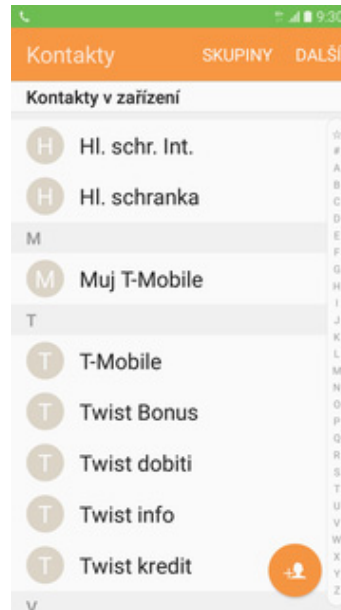 9:30
Kontakty SKUPINY DALŠÍ
Kontakty v zařízení
H Hl. schr. Int.
H Hl. schranka
M
M Muj T-Mobile
T
T T-Mobile
T Twist Bonus
T Twist dobiti
T Twist info
T Twist kredit
V
#
A
B
C
D
E
F
G
H
I
J
K
L
M
N
O
P
Q
R
S
T
U
V
W
X
Y
Z